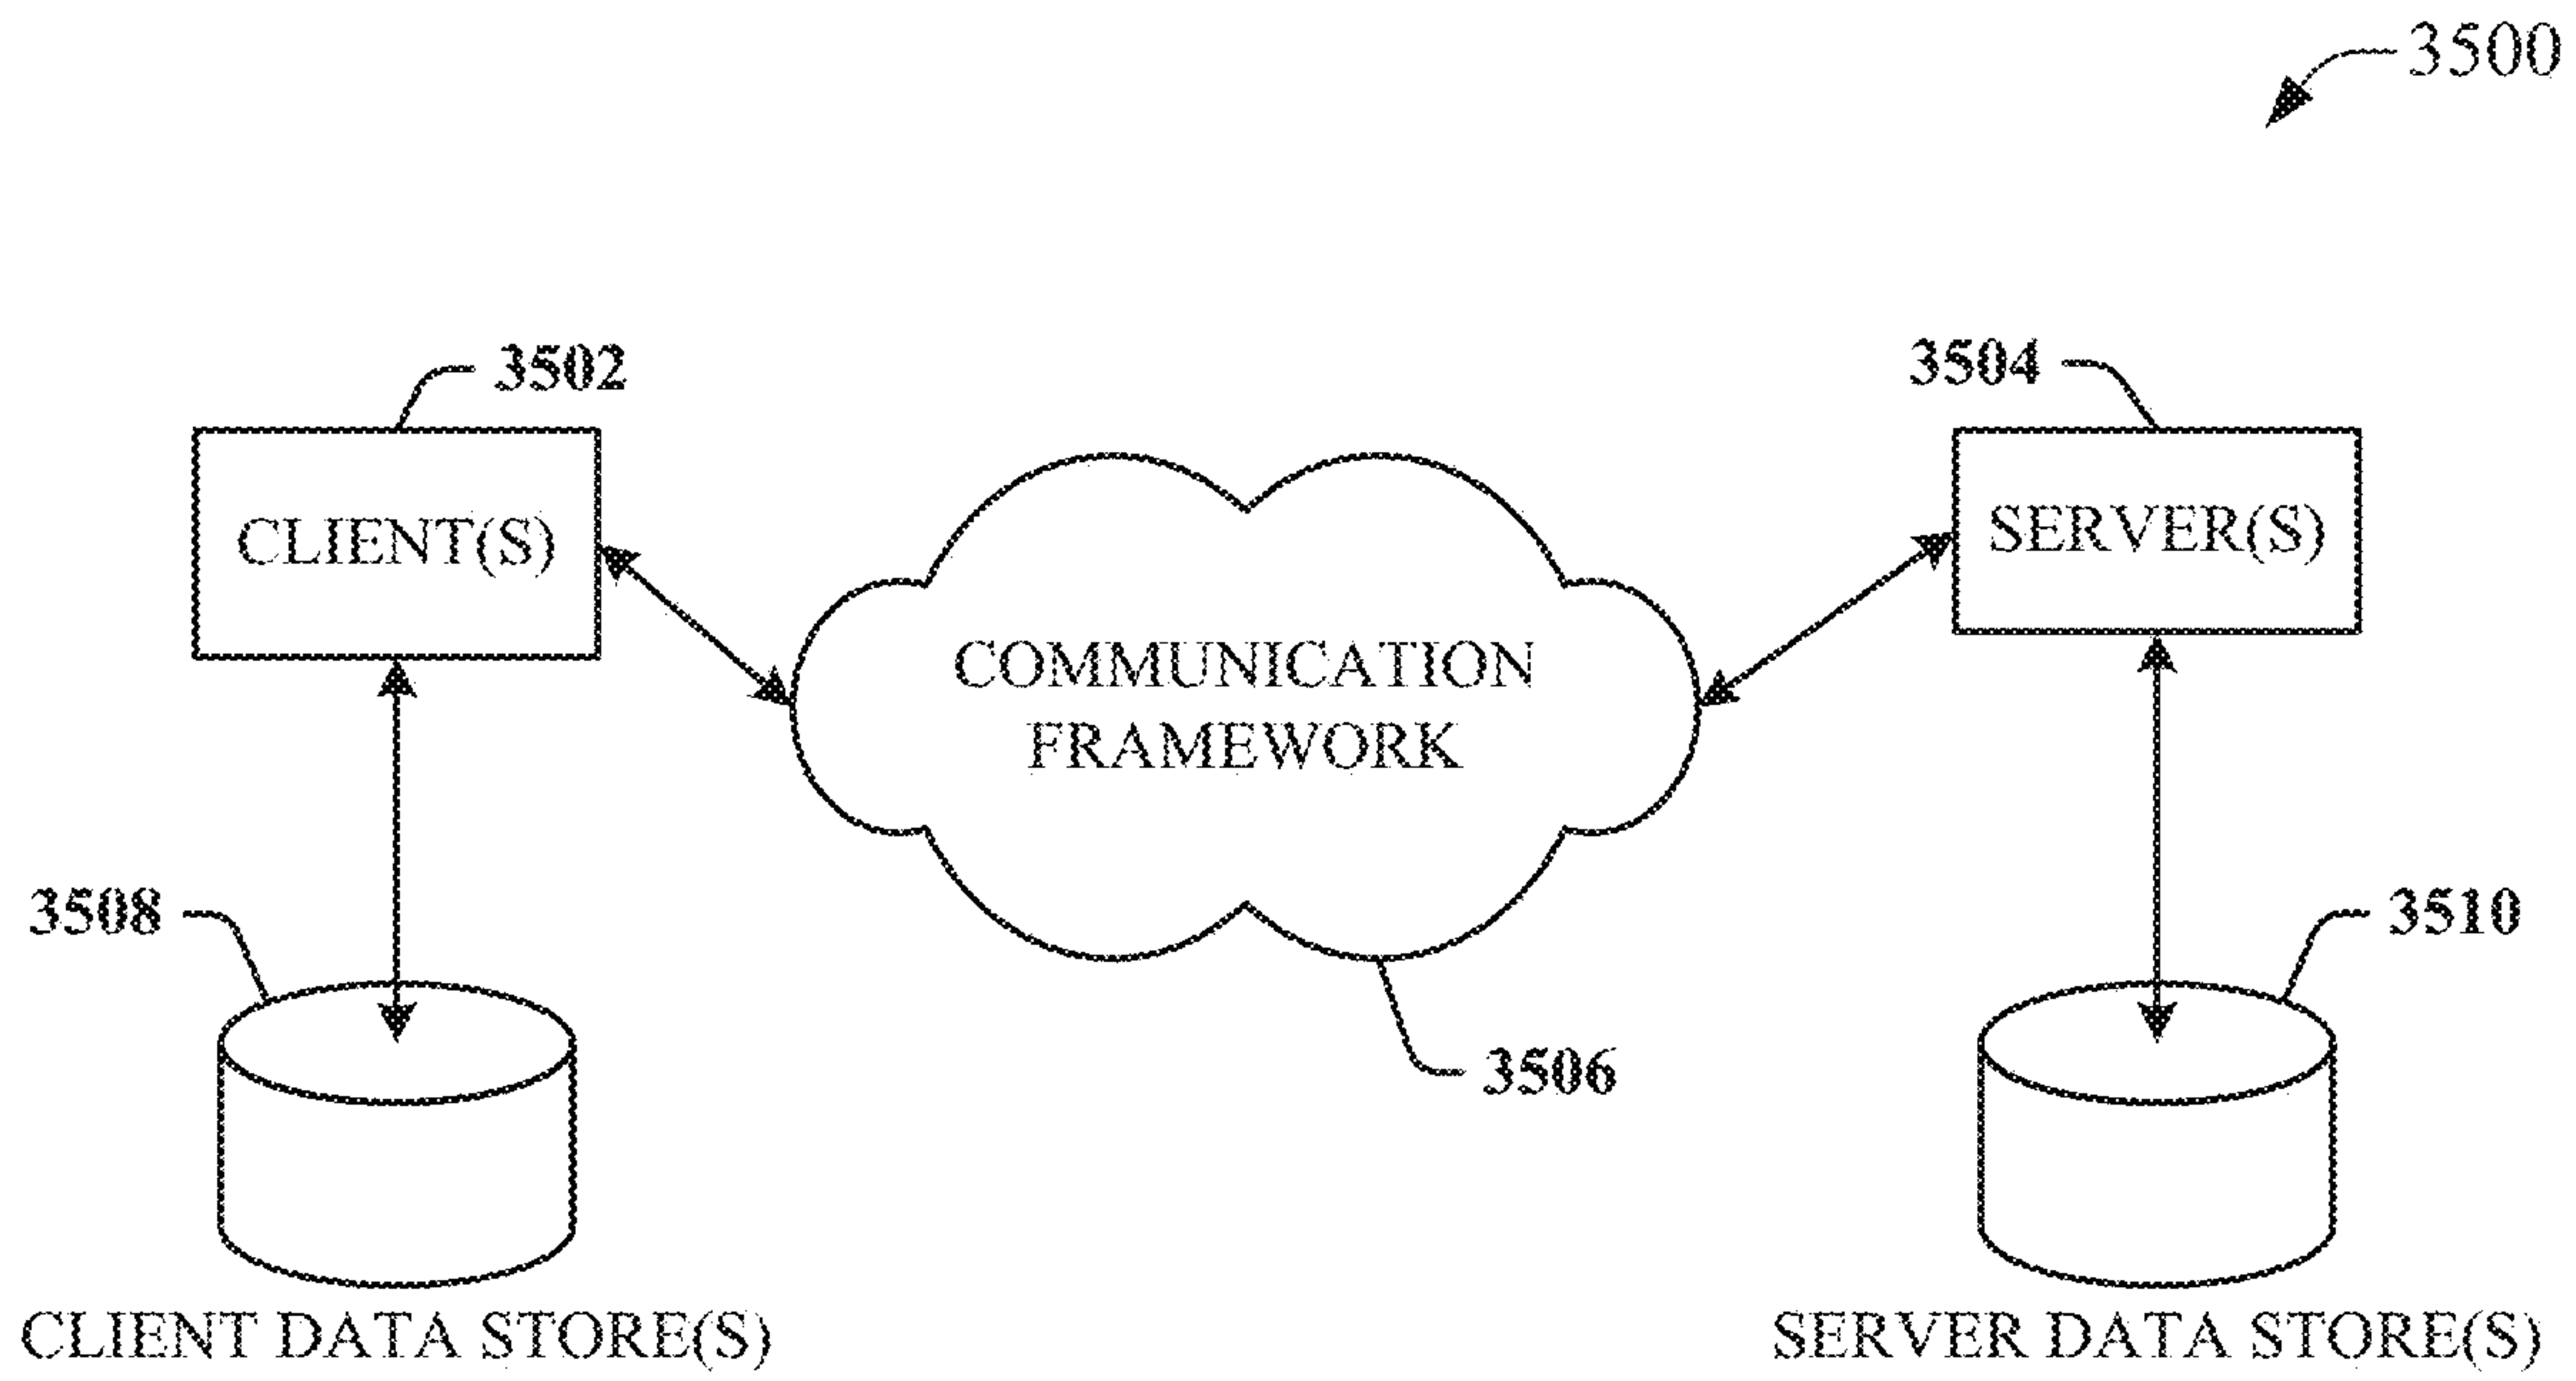 3500
3502
3504
CLIENT(S)
SERVER(S)
COMMUNICATION
FRAMEWORK
3508
3510
3506
CLIENT DATA STORE(S)
SERVER DATA STORE(S)